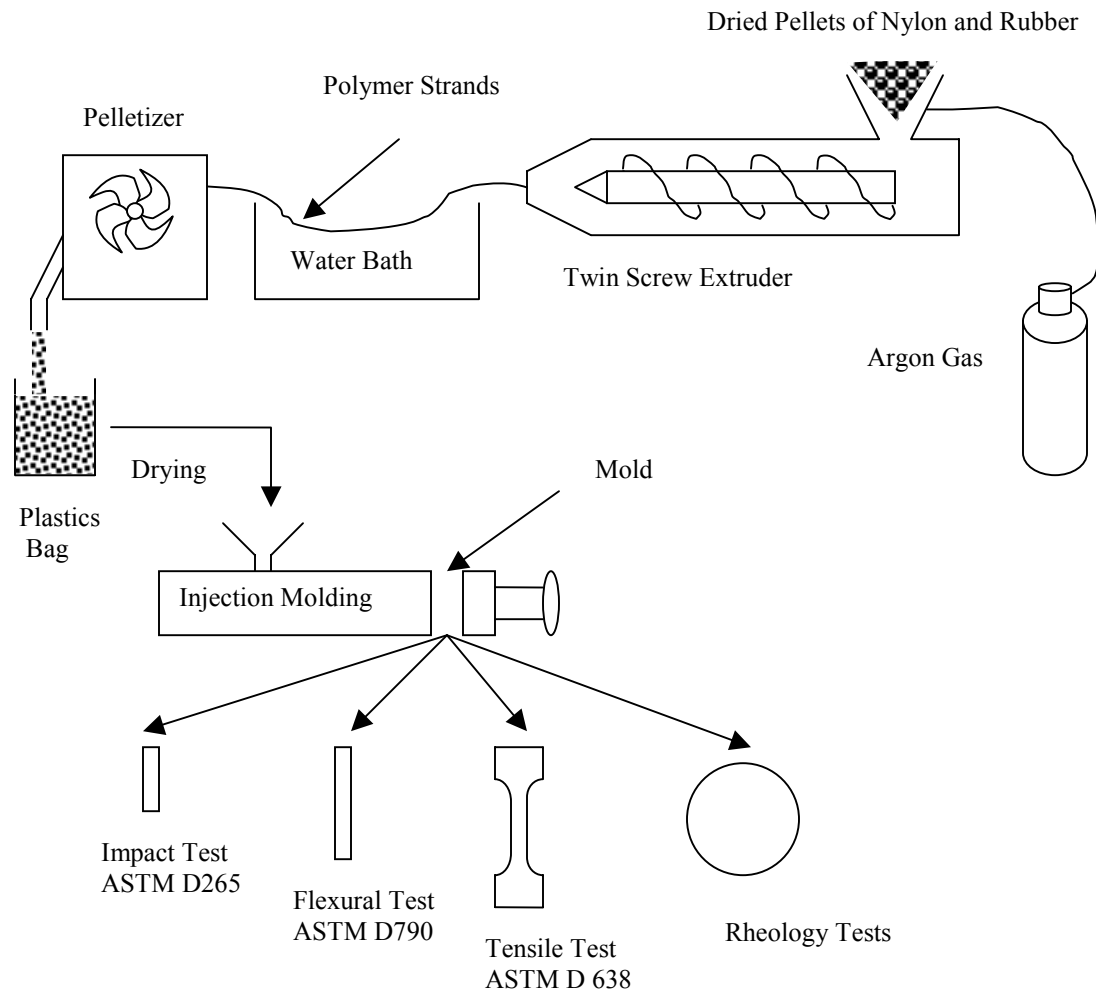 Dried Pellets of Nylon and Rubber
Polymer Strands
Pelletizer
Water Bath
Twin Screw Extruder
Argon Gas
Drying
Mold
Plastics
Bag
Injection Molding
Impact Test
ASTM D265
Flexural Test
ASTM D790
Tensile Test
ASTM D 638
Rheology Tests